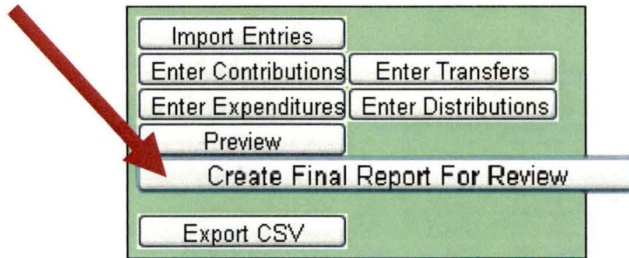 Import Entries
Enter Contributions Enter Transfers
Enter Expenditures Enter Distributions
Preview
Create Final Report For Review
Export CSV